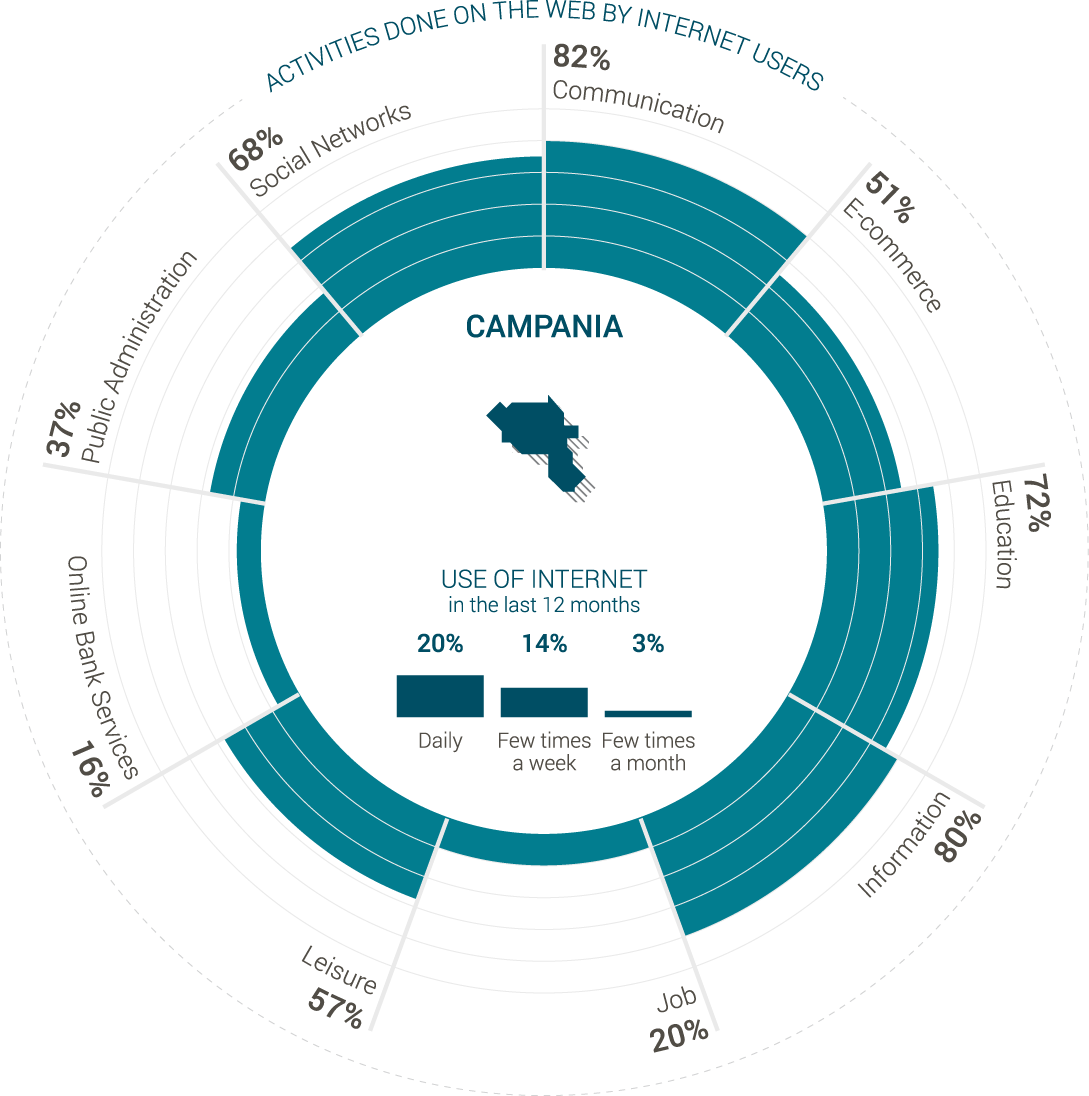 ACTIVITIES DONE ON THE WEB BY INTERNET USERS
82%
Communication
51%
E-commerce
72%
Education
Information
80%
Job
20%
Leisure
57%
Online Bank Services
16%
37%
Public Administration
68%
Social Networks
CAMPANIA
USE OF INTERNET
in the last 12 months
20% 14% 3%
Daily Few times Few times
a week a month